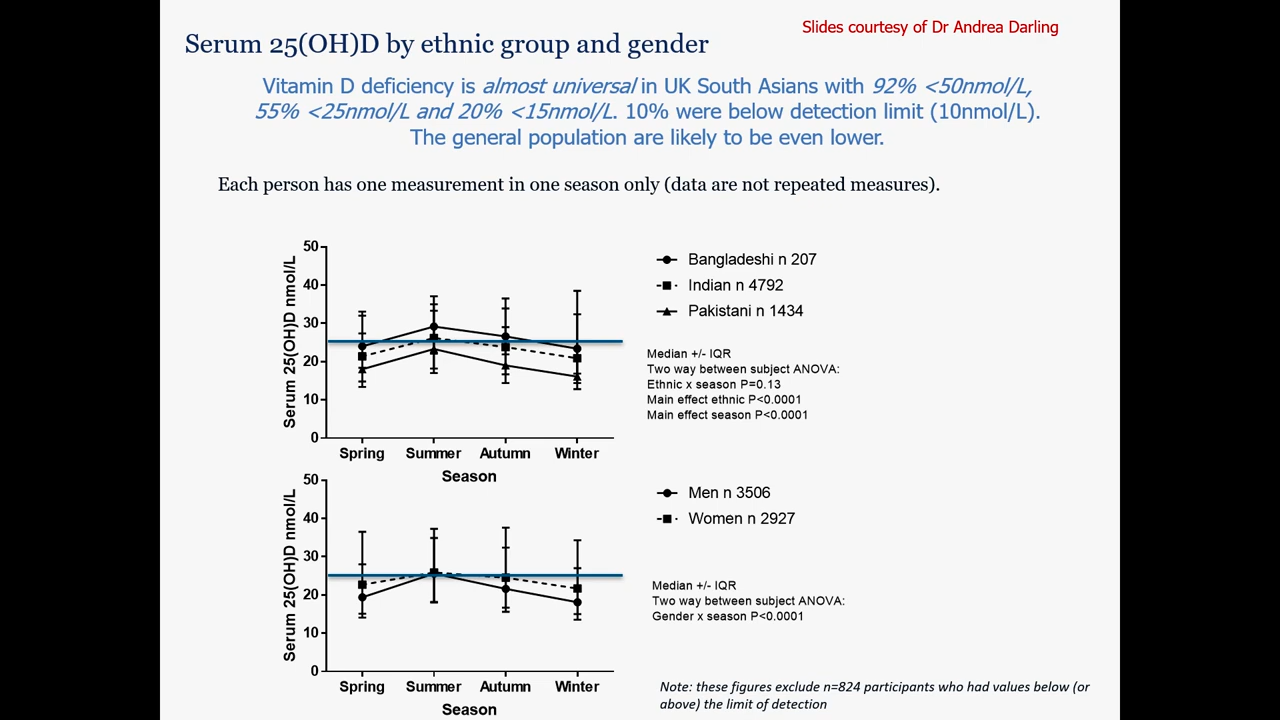 Slides courtesy of Dr Andrea Darling
Serum 25(OH)D by ethnic group and gender
Vitamin D deficiency is almost universal in UK South Asians with 92% <50nmol/L,
55% <25nmol/L and 20% <15nmol/L. 10% were below detection limit (10nmol/L).
The general population are likely to be even lower.
Each person has one measurement in one season only (data are not repeated measures).
Serum 25(OH)D nmol/L
50
40
30
20
10
0
Spring Summer Autumn Winter
Season
Bangladeshi n 207
Indian n 4792
Pakistani n 1434
Median +/- IQR
Two way between subject ANOVA:
Ethnic x season P=0.13
Main effect ethnic P<0.0001
Main effect season P<0.0001
Serum 25(OH)D nmol/L
50
40
30
20
10
0
Spring Summer Autumn Winter
Season
Men n 3506
Women n 2927
Median +/- IQR
Two way between subject ANOVA:
Gender x season P<0.0001
Note: these figures exclude n=824 participants who had values below (or
above) the limit of detection